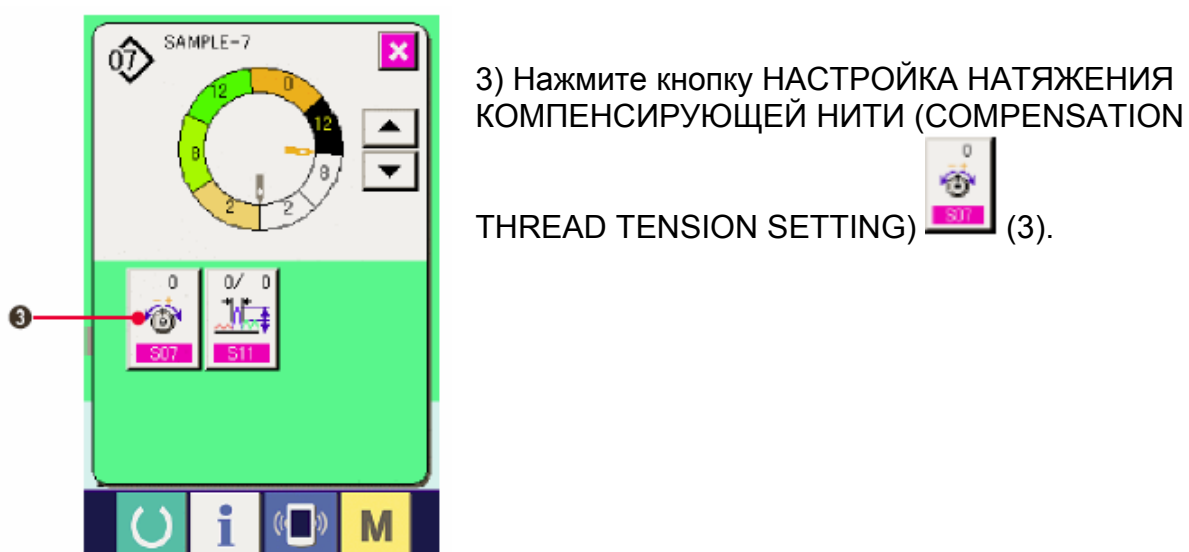 07 SAMPLE-7
12 0
12
8 8
2 2
0 0/ 0
S07 S11
3
i M
3) Нажмите кнопку НАСТРОЙКА НАТЯЖЕНИЯ
КОМПЕНСИРУЮЩЕЙ НИТИ (COMPENSATION
0
THREAD TENSION SETTING) S07 (3).